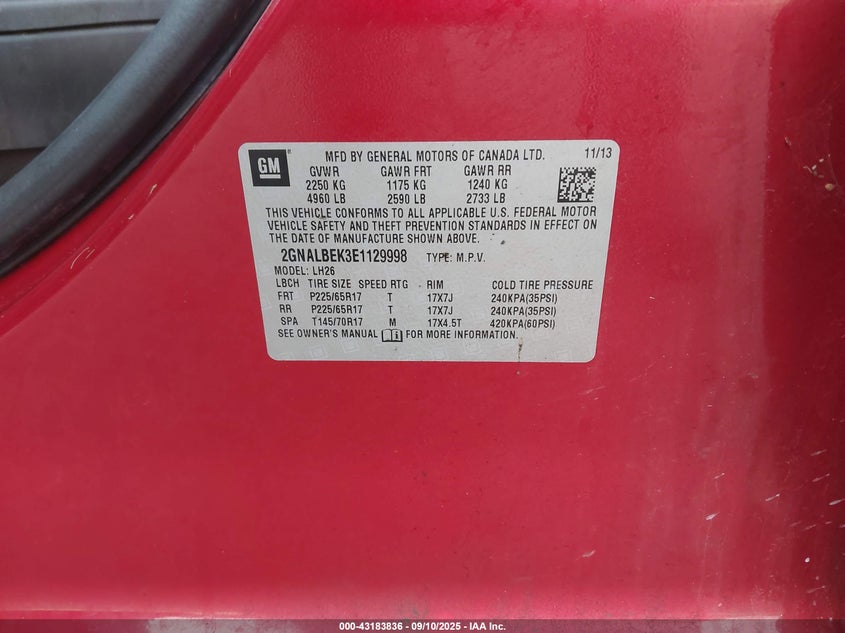 GM
MFD BY GENERAL MOTORS OF CANADA LTD. 11/13
GVWR GAWR FRT GAWR RR
2250 KG 1175 KG 1240 KG
4960 LB 2590 LB 2733 LB
THIS VEHICLE CONFORMS TO ALL APPLICABLE U.S. FEDERAL MOTOR
VEHICLE SAFETY AND THEFT PREVENTION STANDARDS IN EFFECT ON
THE DATE OF MANUFACTURE SHOWN ABOVE.
2GNALBEK3E1129998 TYPE: M.P.V.
MODEL: LH26
LBCH TIRE SIZE SPEED RTG RIM COLD TIRE PRESSURE
FRT P225/65R17 T 17X7J 240KPA(35PSI)
RR P225/65R17 T 17X7J 240KPA(35PSI)
SPA T145/70R17 M 17X4.5T 420KPA(60PSI)
SEE OWNER'S MANUAL FOR MORE INFORMATION.
000-43183836 - 09/10/2025 - IAA Inc.